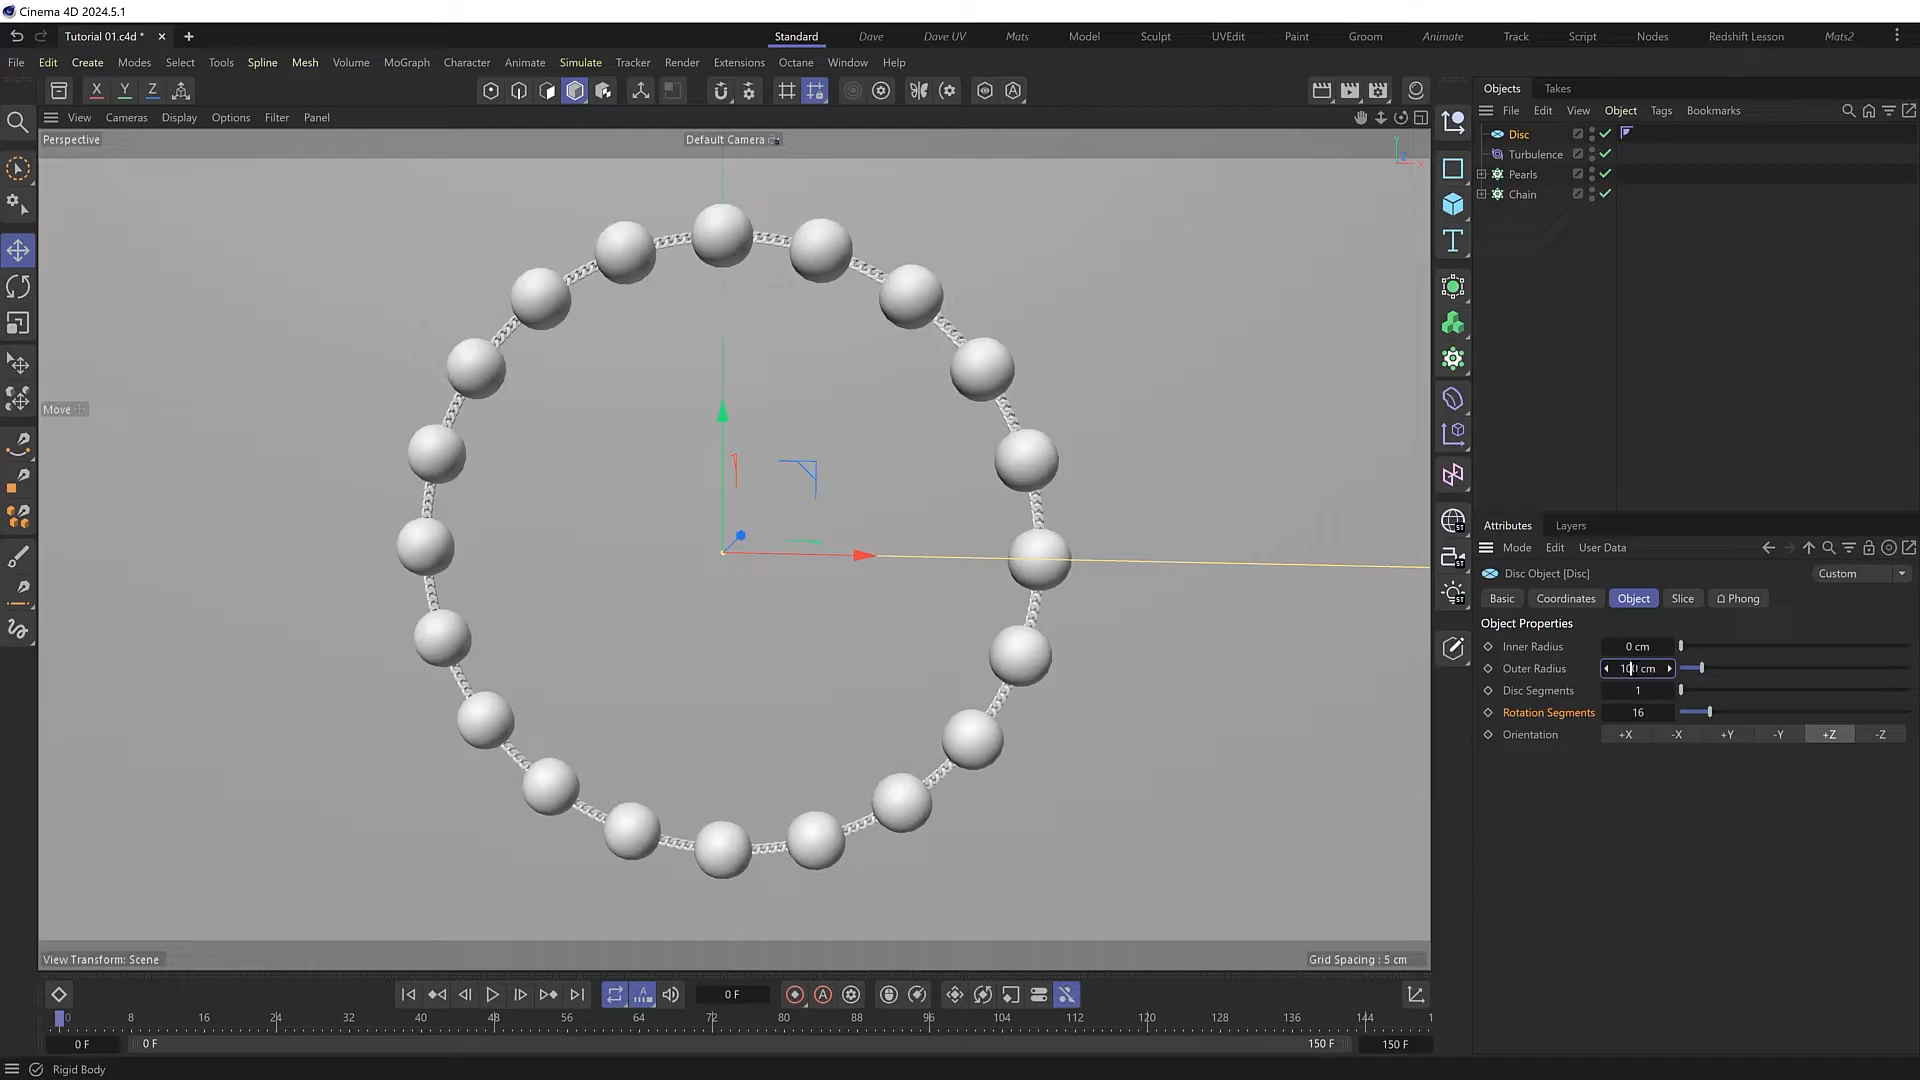 Cinema 4D 2024.5.1
Tutorial 01.c4d *
Standard Dave Dave UV Mats Model Sculpt UVEdit Paint Groom Animate Track Script Nodes Redshift Lesson Mats2
File Edit Create Modes Select Tools Spline Mesh Volume MoGraph Character Animate Simulate Tracker Render Extensions Octane Window Help
X Y Z
Objects Takes
View Cameras Display Options Filter Panel
File Edit View Object Tags Bookmarks
Perspective
Default Camera
Disc
Turbulence
Pearls
Chain
Move
Attributes Layers
Mode Edit User Data
Disc Object [Disc]
Custom
Basic Coordinates Object Slice Phong
Object Properties
Inner Radius 0 cm
Outer Radius 100 cm
Disc Segments 1
Rotation Segments 16
Orientation +X -X +Y -Y +Z -Z
View Transform: Scene
Grid Spacing : 5 cm
0 F
0 8 16 24 32 40 48 56 64 72 80 88 96 104 112 120 128 136 144 1
0 F 0 F 150 F 150 F
Rigid Body